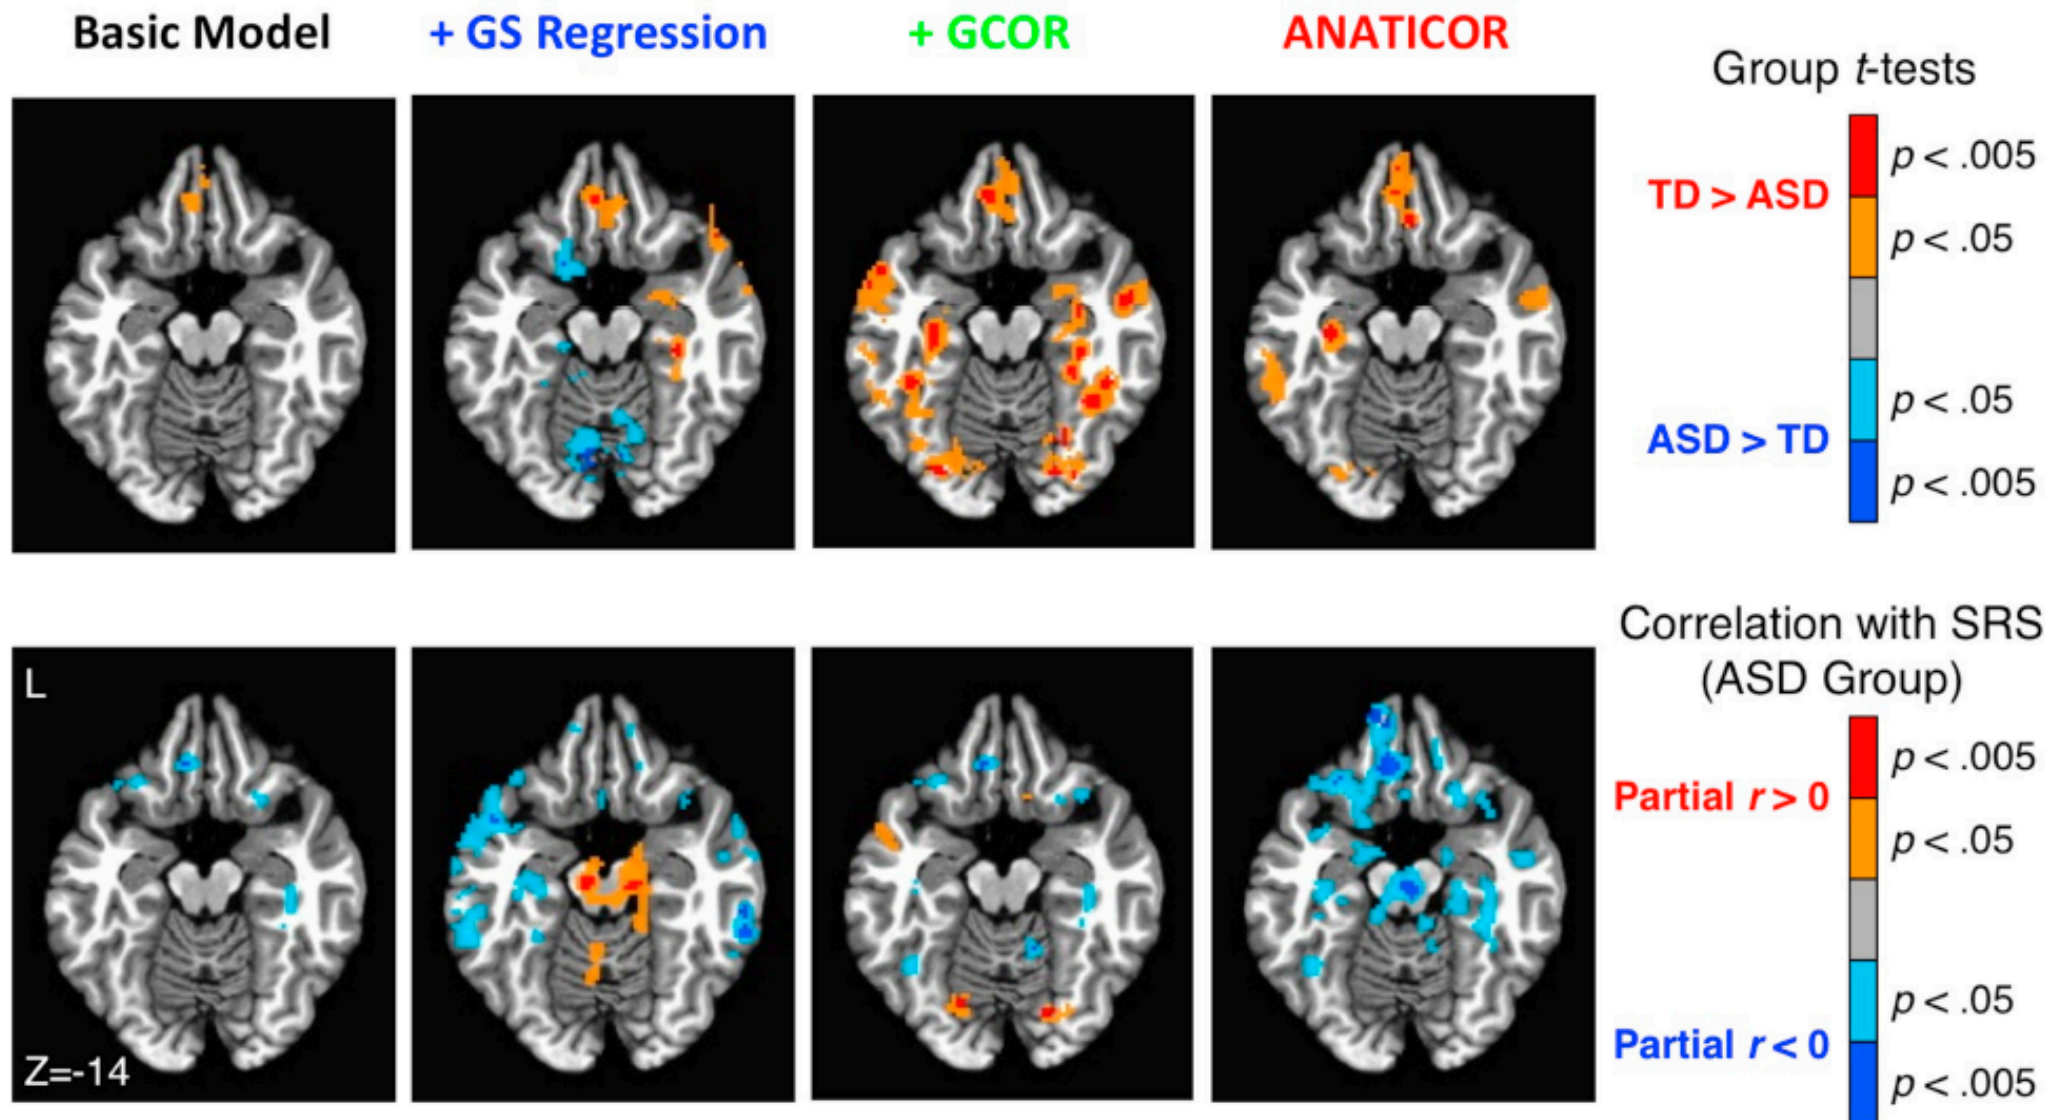 Basic Model
+ GS Regression
+ GCOR
ANATICOR
Group t-tests
p < .005
TD > ASD
p < .05
p < .05
ASD > TD
p < .005
Correlation with SRS
(ASD Group)
L
p < .005
Partial r > 0
p < .05
p < .05
Partial r < 0
p < .005
Z=-14